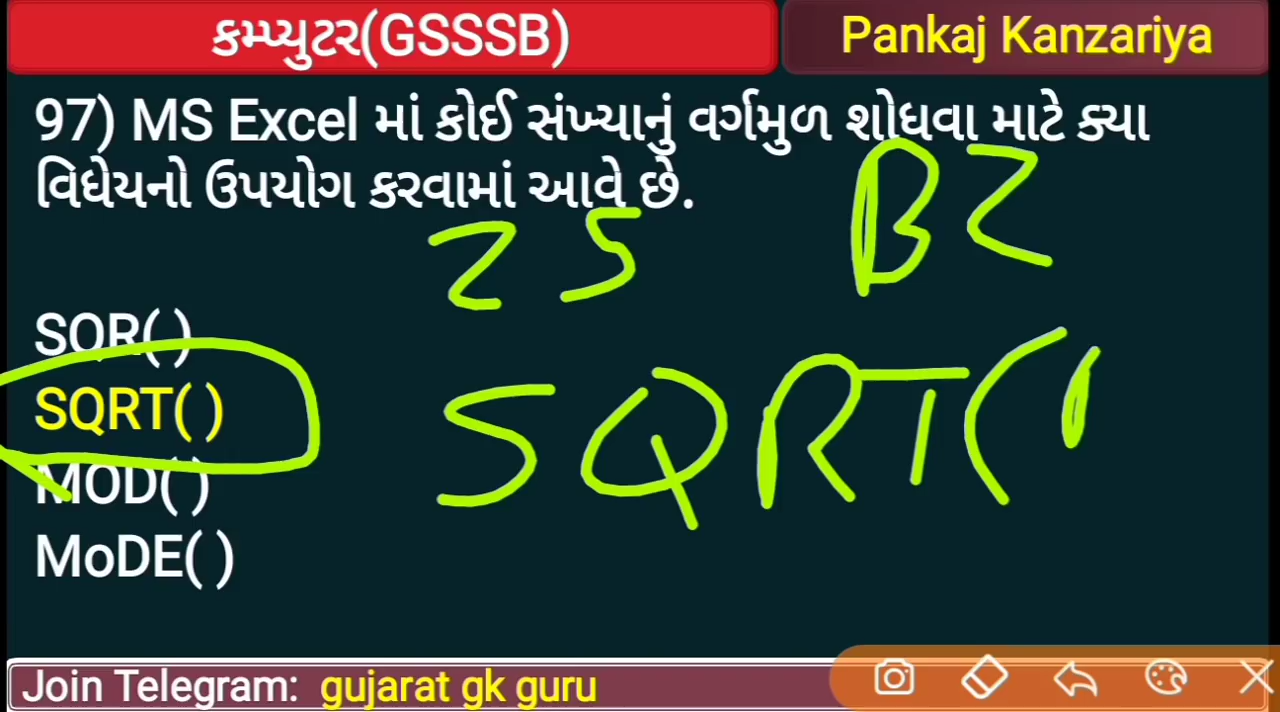 કમ્પ્યુટર(GSSSB)
Pankaj Kanzariya
97) MS Excel માં કોઈ સંખ્યાનું વર્ગમુળ શોધવા માટે ક્યા
વિધેયનો ઉપયોગ કરવામાં આવે છે.
25 B2
SQR( )
SQRT( )
SQRT(
MOD( )
MoDE( )
Join Telegram: gujarat gk guru